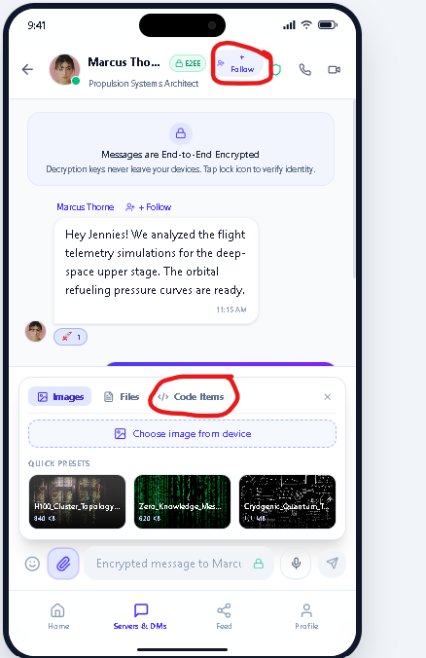 9:41
Marcus Tho...
E2EE
+
Follow
Propulsion Systems Architect
Messages are End-to-End Encrypted
Decryption keys never leave your devices. Tap lock icon to verify identity.
Marcus Thorne
+ Follow
Hey Jennies! We analyzed the flight
telemetry simulations for the deep-
space upper stage. The orbital
refueling pressure curves are ready.
11:15 AM
1
Images
Files
</> Code Items
×
Choose image from device
QUICK PRESETS
H100_Cluster_Topology...
840 KB
Zero_Knowledge_Mes...
620 KB
Cryogenic_Quantum_T...
1.1 MB
Encrypted message to Marcu
Home
Servers & DMs
Feed
Profile